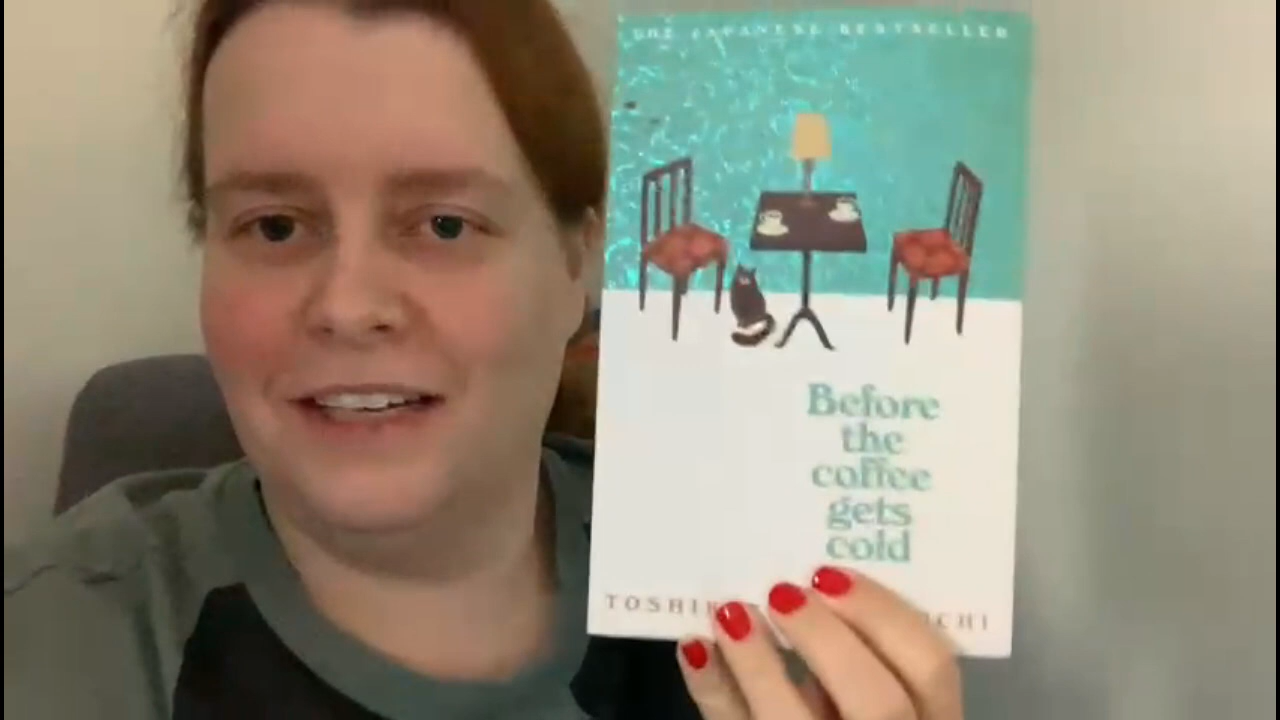 THE JAPANESE BESTSELLER
Before
the
coffee
gets
cold